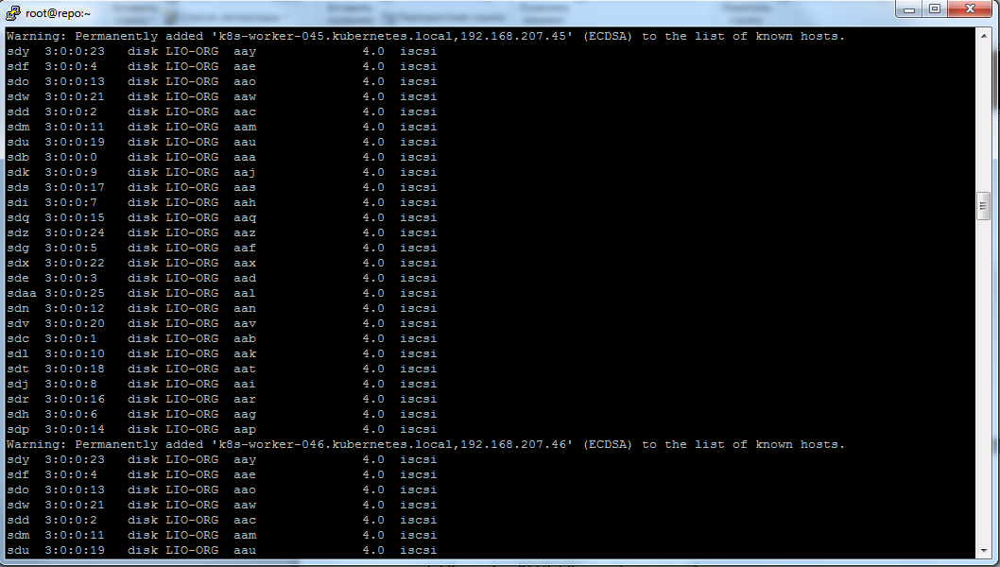 root@repo:~
Warning: Permanently added 'k8s-worker-045.kubernetes.local,192.168.207.45' (ECDSA) to the list of known hosts.
sdy 3:0:0:23 disk LIO-ORG aay 4.0 iscsi
sdf 3:0:0:4 disk LIO-ORG aae 4.0 iscsi
sdo 3:0:0:13 disk LIO-ORG aao 4.0 iscsi
sdw 3:0:0:21 disk LIO-ORG aaw 4.0 iscsi
sdd 3:0:0:2 disk LIO-ORG aac 4.0 iscsi
sdm 3:0:0:11 disk LIO-ORG aam 4.0 iscsi
sdu 3:0:0:19 disk LIO-ORG aau 4.0 iscsi
sdb 3:0:0:0 disk LIO-ORG aaa 4.0 iscsi
sdk 3:0:0:9 disk LIO-ORG aaj 4.0 iscsi
sds 3:0:0:17 disk LIO-ORG aas 4.0 iscsi
sdi 3:0:0:7 disk LIO-ORG aah 4.0 iscsi
sdq 3:0:0:15 disk LIO-ORG aaq 4.0 iscsi
sdz 3:0:0:24 disk LIO-ORG aaz 4.0 iscsi
sdg 3:0:0:5 disk LIO-ORG aaf 4.0 iscsi
sdx 3:0:0:22 disk LIO-ORG aax 4.0 iscsi
sde 3:0:0:3 disk LIO-ORG aad 4.0 iscsi
sdaa 3:0:0:25 disk LIO-ORG aal 4.0 iscsi
sdn 3:0:0:12 disk LIO-ORG aan 4.0 iscsi
sdv 3:0:0:20 disk LIO-ORG aav 4.0 iscsi
sdc 3:0:0:1 disk LIO-ORG aab 4.0 iscsi
sdl 3:0:0:10 disk LIO-ORG aak 4.0 iscsi
sdt 3:0:0:18 disk LIO-ORG aat 4.0 iscsi
sdj 3:0:0:8 disk LIO-ORG aai 4.0 iscsi
sdr 3:0:0:16 disk LIO-ORG aar 4.0 iscsi
sdh 3:0:0:6 disk LIO-ORG aag 4.0 iscsi
sdp 3:0:0:14 disk LIO-ORG aap 4.0 iscsi
Warning: Permanently added 'k8s-worker-046.kubernetes.local,192.168.207.46' (ECDSA) to the list of known hosts.
sdy 3:0:0:23 disk LIO-ORG aay 4.0 iscsi
sdf 3:0:0:4 disk LIO-ORG aae 4.0 iscsi
sdo 3:0:0:13 disk LIO-ORG aao 4.0 iscsi
sdw 3:0:0:21 disk LIO-ORG aaw 4.0 iscsi
sdd 3:0:0:2 disk LIO-ORG aac 4.0 iscsi
sdm 3:0:0:11 disk LIO-ORG aam 4.0 iscsi
sdu 3:0:0:19 disk LIO-ORG aau 4.0 iscsi